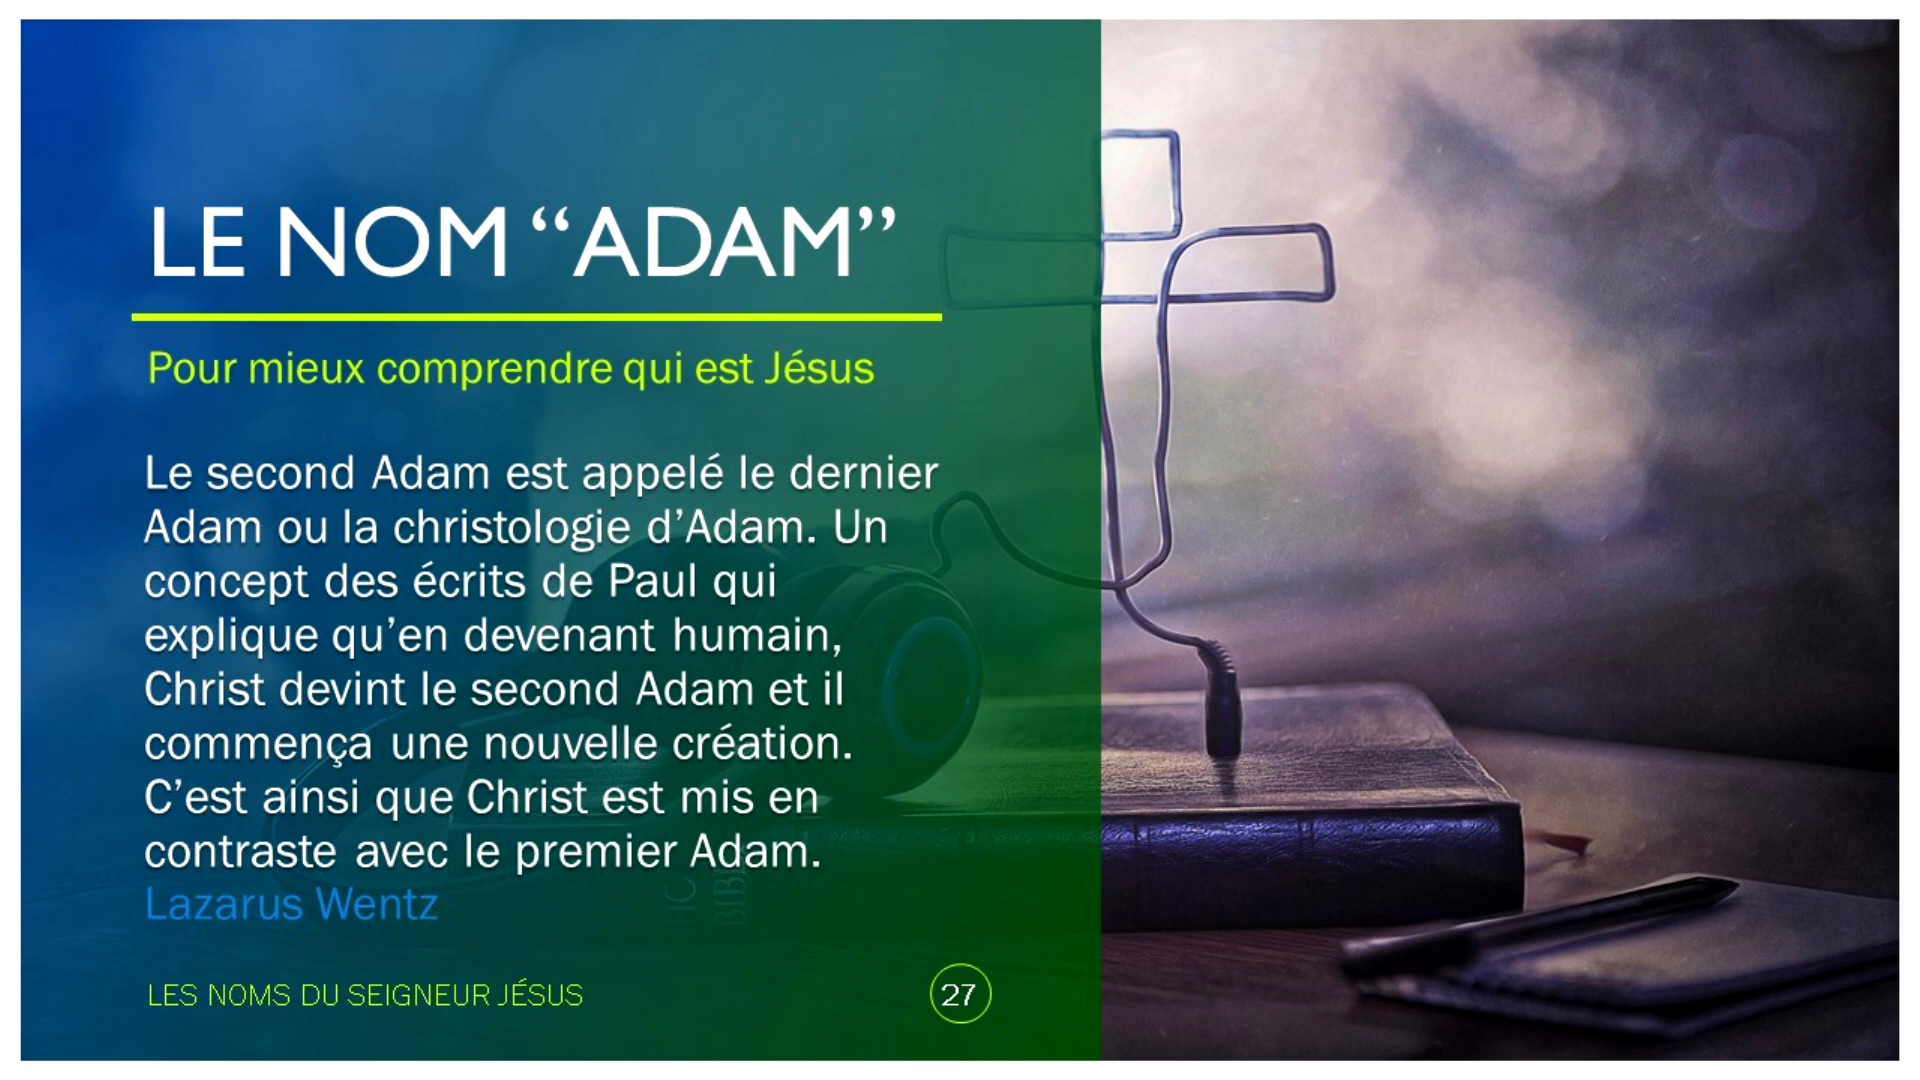 LE NOM “ADAM”
Pour mieux comprendre qui est Jésus
Le second Adam est appelé le dernier
Adam ou la christologie d’Adam. Un
concept des écrits de Paul qui
explique qu’en devenant humain,
Christ devint le second Adam et il
commença une nouvelle création.
C’est ainsi que Christ est mis en
contraste avec le premier Adam.
Lazarus Wentz
LES NOMS DU SEIGNEUR JÉSUS
27